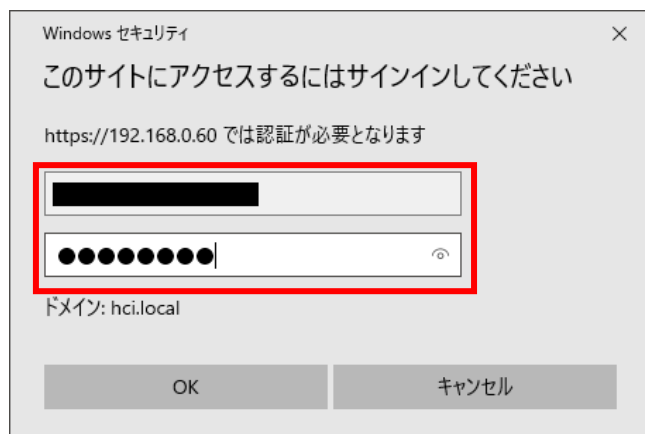 Windows セキュリティ
このサイトにアクセスするにはサインインしてください
https://192.168.0.60 では認証が必要となります
●●●●●●●●
ドメイン: hci.local
OK
キャンセル